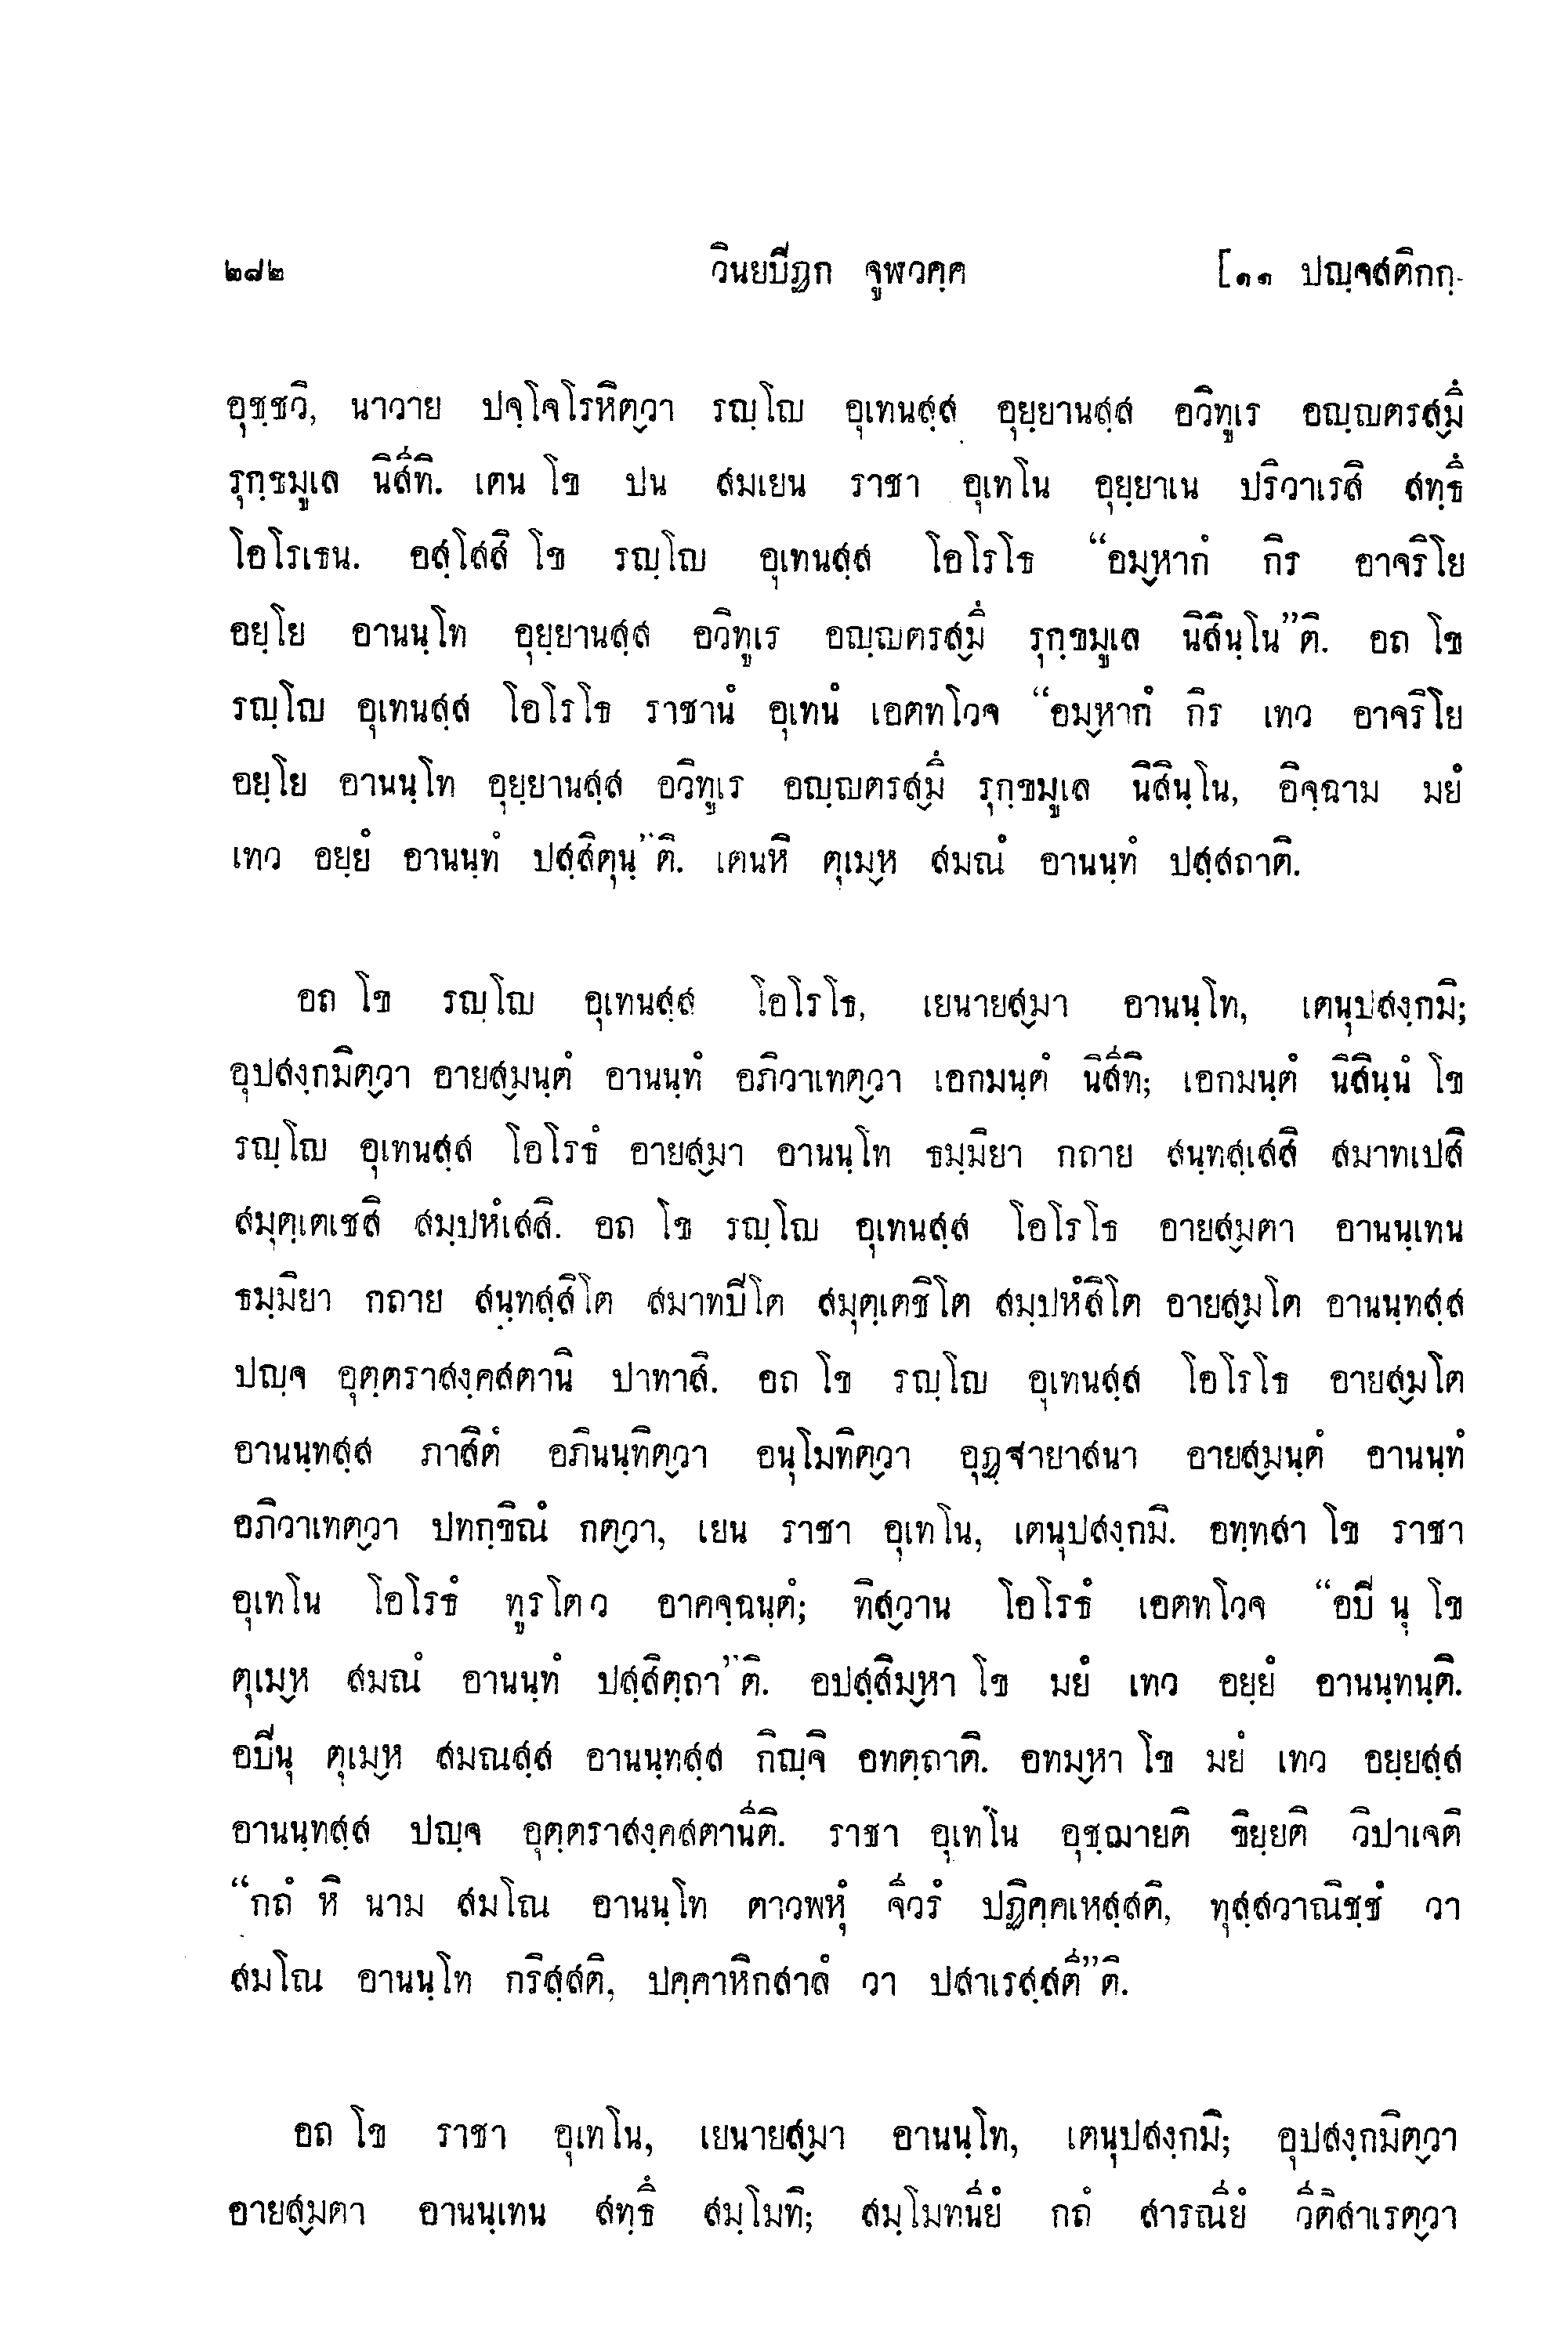 ๒๘๒ วินยปิฏก จูฬวคฺค [๑๑ ปญฺจสติกกฺ-
อุชฺชวิ, นาวาย ปจฺโจโรหิตฺวา รญฺโญ อุเทนสฺส อุยฺยานสฺส อวิทูเร อญฺญตรสฺมึ
รุกฺขมูเล นิสีทิ. เตน โข ปน สมเยน ราชา อุเทโน อุยฺยาเน ปริวาเรสิ สทฺธึ
โอโรเธน. อสฺโสสิ โข รญฺโญ อุเทนสฺส โอโรโธ “อมฺหากํ กิร อาจริโย
อยฺโย อานนฺโท อุยฺยานสฺส อวิทูเร อญฺญตรสฺมึ รุกฺขมูเล นิสินฺโน”ติ. อถ โข
รญฺโญ อุเทนสฺส โอโรโธ ราชานํ อุเทนํ เอตทโวจ “อมฺหากํ กิร เทว อาจริโย
อยฺโย อานนฺโท อุยฺยานสฺส อวิทูเร อญฺญตรสฺมึ รุกฺขมูเล นิสินฺโน, อิจฺฉาม มยํ
เทว อยฺยํ อานนฺทํ ปสฺสิตุนฺ”ติ. เตนหิ ตุเมฺห สมณํ อานนฺทํ ปสฺสถาติ.
อถ โข รญฺโญ อุเทนสฺส โอโรโธ, เยนายสฺมา อานนฺโท, เตนุปสงฺกมิ;
อุปสงฺกมิตฺวา อายสฺมนฺตํ อานนฺทํ อภิวาเทตฺวา เอกมนฺตํ นิสีทิ; เอกมนฺตํ นิสินฺนํ โข
รญฺโญ อุเทนสฺส โอโรธํ อายสฺมา อานนฺโท ธมฺมิยา กถาย สนฺทสฺเสสิ สมาทเปสิ
สมุตฺเตเชสิ สมฺปหํเสสิ. อถ โข รญฺโญ อุเทนสฺส โอโรโธ อายสฺมตา อานนฺเทน
ธมฺมิยา กถาย สนฺทสฺสิโต สมาทปิโต สมุตฺเตชิโต สมฺปหํสิโต อายสฺมโต อานนฺทสฺส
ปญฺจ อุตฺตราสงฺคสตานิ ปาทาสิ. อถ โข รญฺโญ อุเทนสฺส โอโรโธ อายสฺมโต
อานนฺทสฺส ภาสิตํ อภินนฺทิตฺวา อนุโมทิตฺวา อุฏฺฐายาสนา อายสฺมนฺตํ อานนฺทํ
อภิวาเทตฺวา ปทกฺขิณํ กตฺวา, เยน ราชา อุเทโน, เตนุปสงฺกมิ. อทฺทสา โข ราชา
อุเทโน โอโรธํ ทูรโตว อาคจฺฉนฺตํ; ทิสฺวาน โอโรธํ เอตทโวจ “อปิ นุ โข
ตุเมฺห สมณํ อานนฺทํ ปสฺสิตฺถา”ติ. อปสฺสิมฺหา โข มยํ เทว อยฺยํ อานนฺทนฺติ.
อปินุ ตุเมฺห สมณสฺส อานนฺทสฺส กิญฺจิ อทตฺถาติ. อทมฺหา โข มยํ เทว อยฺยสฺส
อานนฺทสฺส ปญฺจ อุตฺตราสงฺคสตานีติ. ราชา อุเทโน อุชฺฌายติ ขิยฺยติ วิปาเจติ
“กถํ หิ นาม สมโณ อานนฺโท ตาวพหุํ จีวรํ ปฏิคฺคเหสฺสติ, ทุสฺสวาณิชฺชํ วา
สมโณ อานนฺโท กริสฺสติ, ปคฺคาหิกสาลํ วา ปสาเรสฺสตี”ติ.
อถ โข ราชา อุเทโน, เยนายสฺมา อานนฺโท, เตนุปสงฺกมิ; อุปสงฺกมิตฺวา
อายสฺมตา อานนฺเทน สทฺธึ สมฺโมทิ; สมฺโมทนียํ กถํ สารณียํ วีติสาเรตฺวา